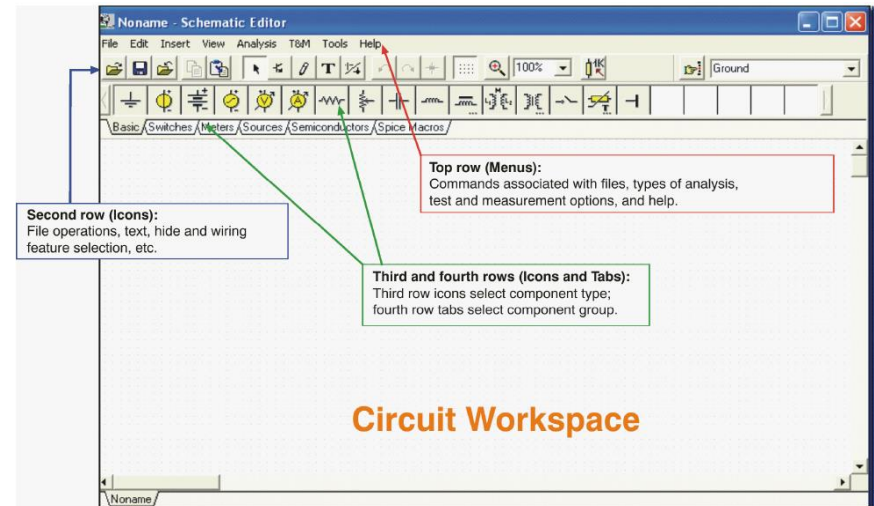 Noname - Schematic Editor
File Edit Insert View Analysis T&M Tools Help
T 100% 1K Ground
Basic Switches Meters Sources Semiconductors Spice Macros
Top row (Menus):
Commands associated with files, types of analysis,
test and measurement options, and help.
Second row (Icons):
File operations, text, hide and wiring
feature selection, etc.
Third and fourth rows (Icons and Tabs):
Third row icons select component type;
fourth row tabs select component group.
Circuit Workspace
Noname